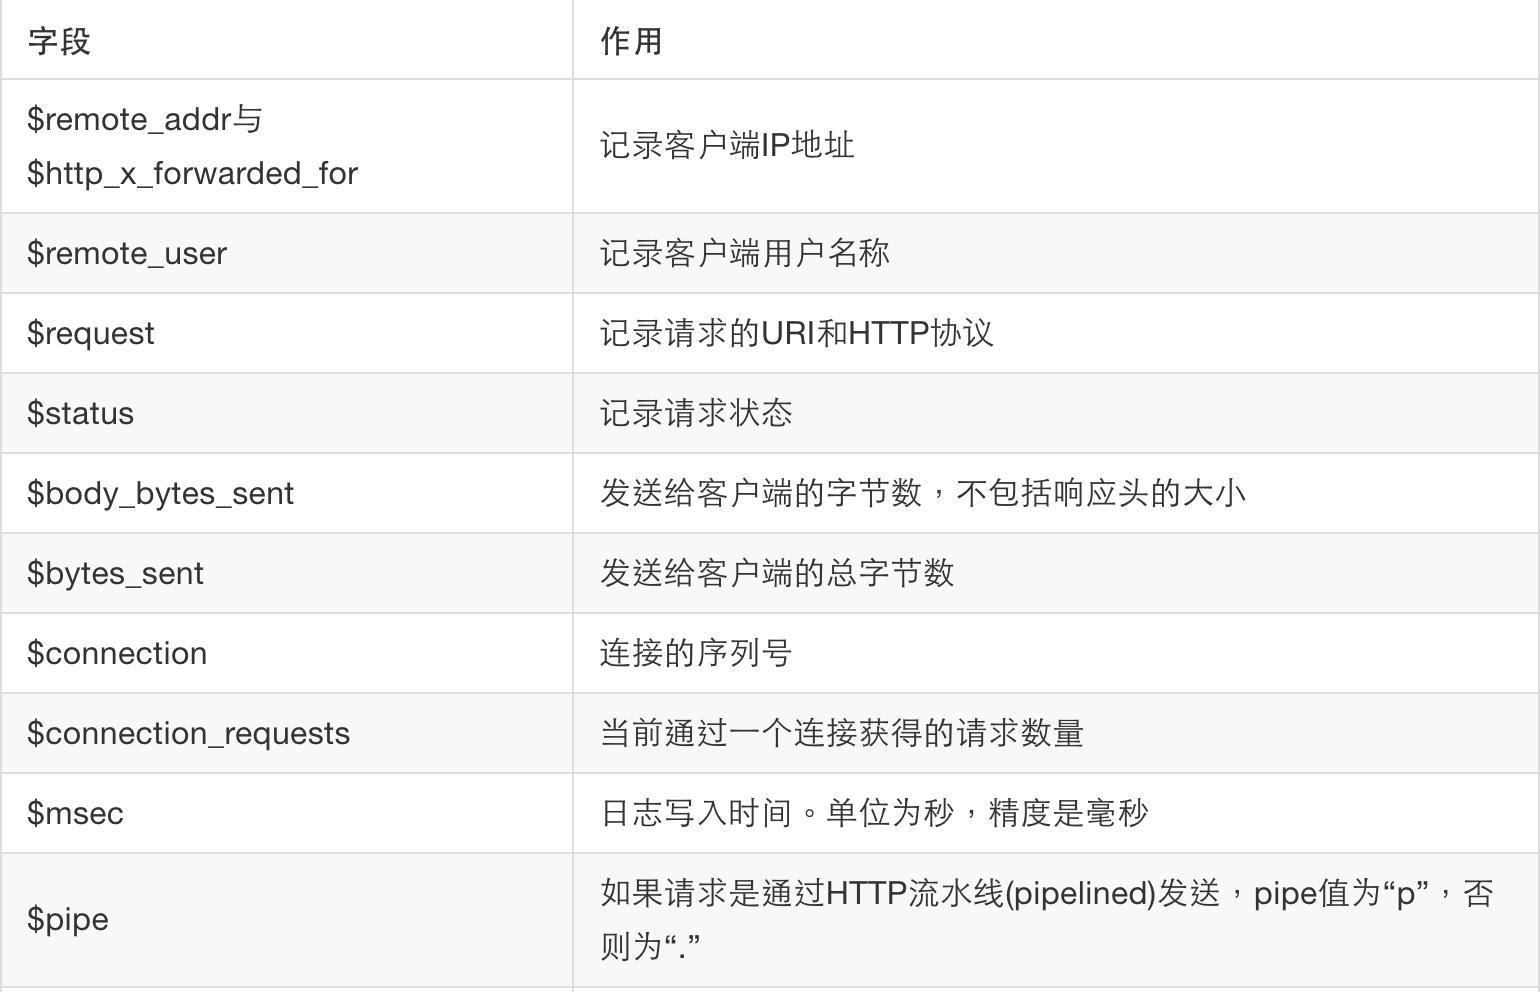 字段
作用
$remote_addr与
$http_x_forwarded_for
记录客户端IP地址
$remote_user
记录客户端用户名称
$request
记录请求的URI和HTTP协议
$status
记录请求状态
$body_bytes_sent
发送给客户端的字节数，不包括响应头的大小
$bytes_sent
发送给客户端的总字节数
$connection
连接的序列号
$connection_requests
当前通过一个连接获得的请求数量
$msec
日志写入时间。单位为秒，精度是毫秒
$pipe
如果请求是通过HTTP流水线(pipelined)发送，pipe值为“p”，否
则为“.”